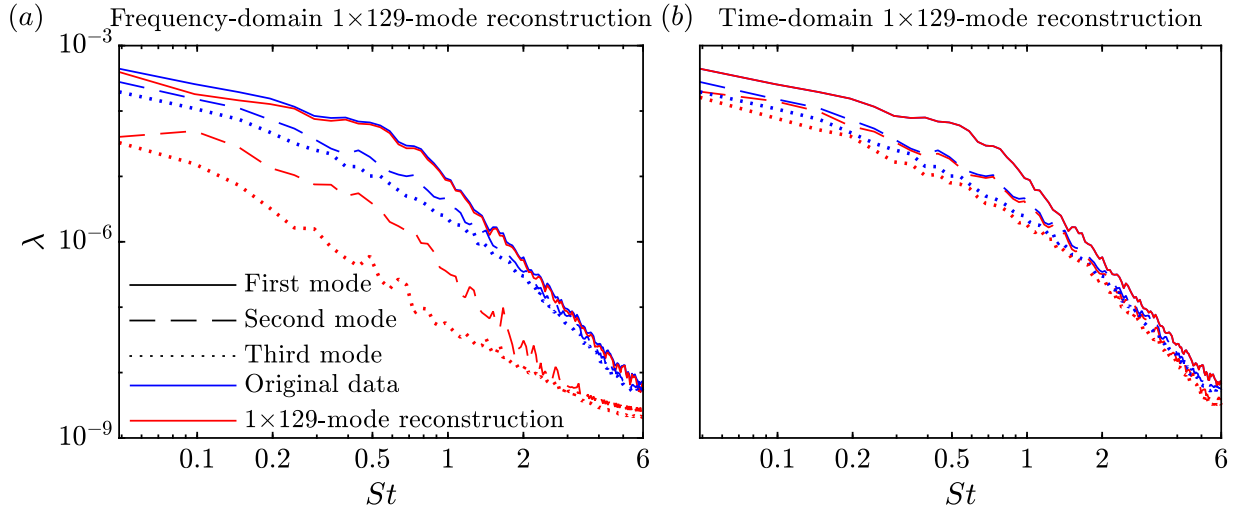 (a) Frequency-domain 1×129-mode reconstruction
(b) Time-domain 1×129-mode reconstruction
10⁻³
10⁻⁶
10⁻⁹
λ
First mode
Second mode
Third mode
Original data
1×129-mode reconstruction
0.1 0.2 0.5 1 2 6
St
0.1 0.2 0.5 1 2 6
St